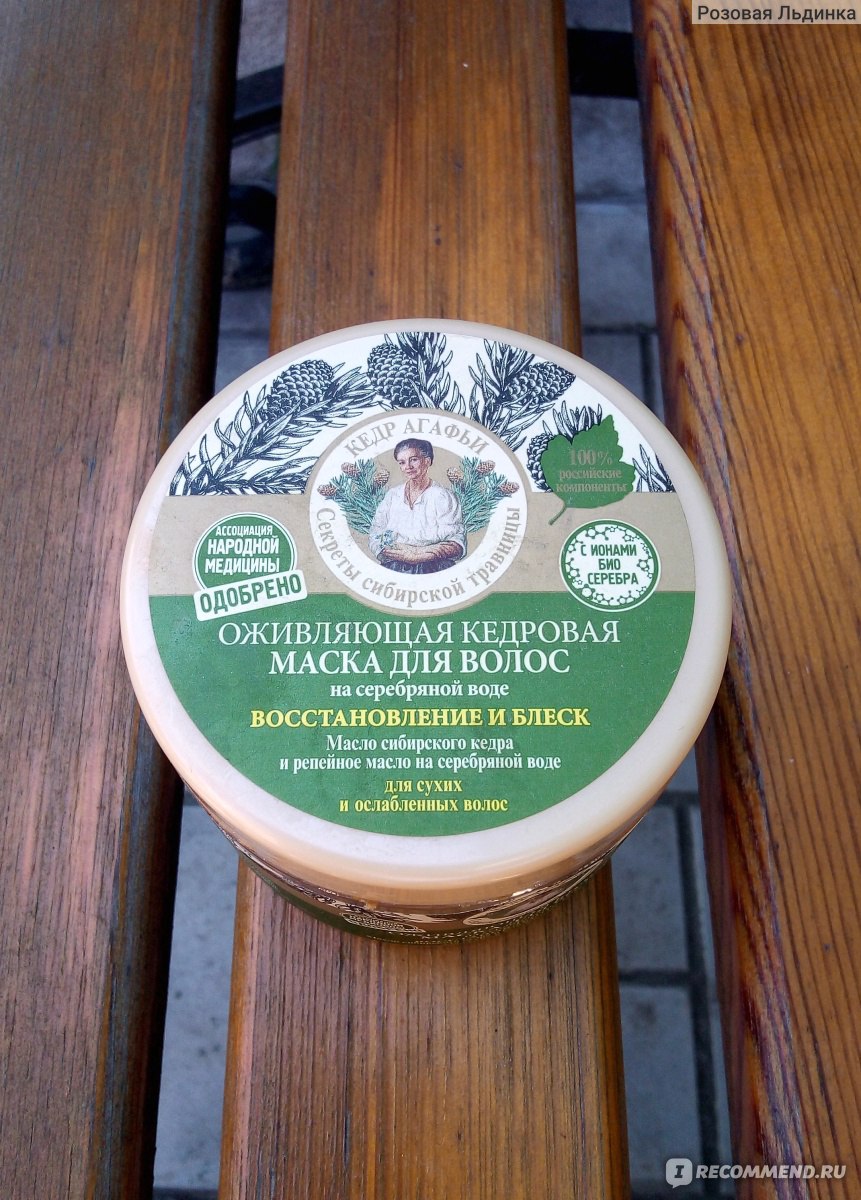 Розовая Льдинка
КЕДР АГАФЬИ
Секреты сибирской травницы
100%
российские
компоненты
АССОЦИАЦИЯ
НАРОДНОЙ
МЕДИЦИНЫ
ОДОБРЕНО
С ИОНАМИ
БИО
СЕРЕБРА
ОЖИВЛЯЮЩАЯ КЕДРОВАЯ
МАСКА ДЛЯ ВОЛОС
на серебряной воде
ВОССТАНОВЛЕНИЕ И БЛЕСК
Масло сибирского кедра
и репейное масло на серебряной воде
для сухих
и ослабленных волос
IRECOMMEND.RU